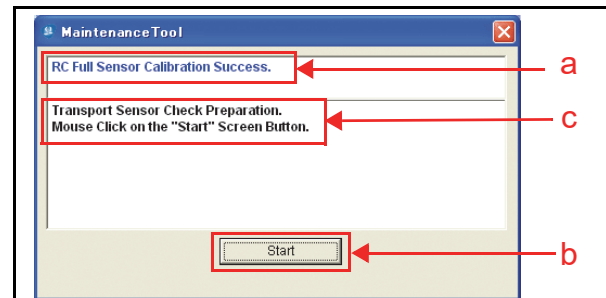 MaintenanceTool
RC Full Sensor Calibration Success.
a
Transport Sensor Check Preparation.
Mouse Click on the "Start" Screen Button.
c
Start
b